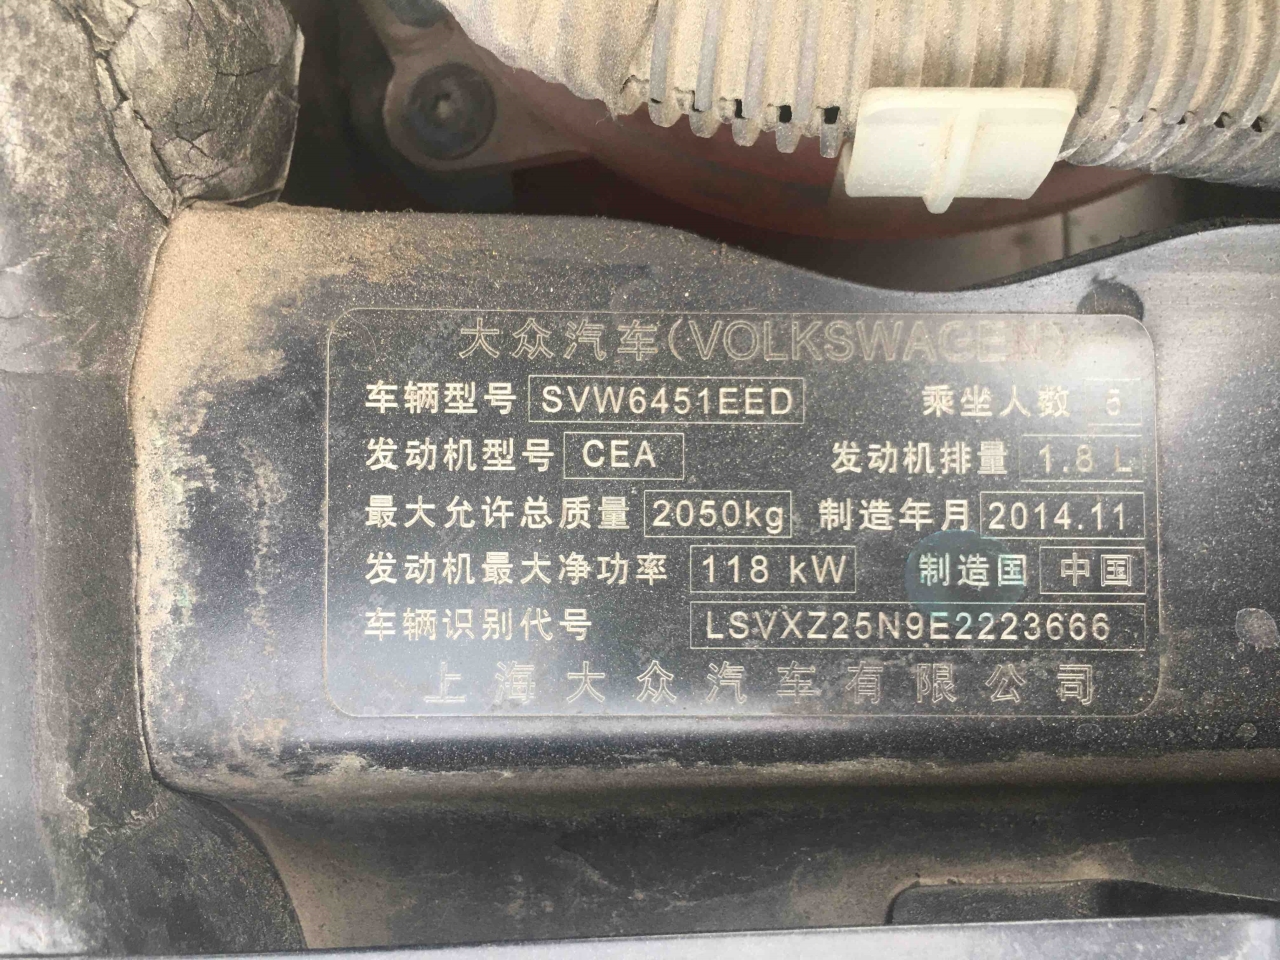 大众汽车(VOLKSWAGEN)
车辆型号 SVW6451EED 乘坐人数 5
发动机型号 CEA 发动机排量 1.8 L
最大允许总质量 2050kg 制造年月 2014.11
发动机最大净功率 118 kW 制造国 中国
车辆识别代号 LSVXZ25N9E2223666
上海大众汽车有限公司